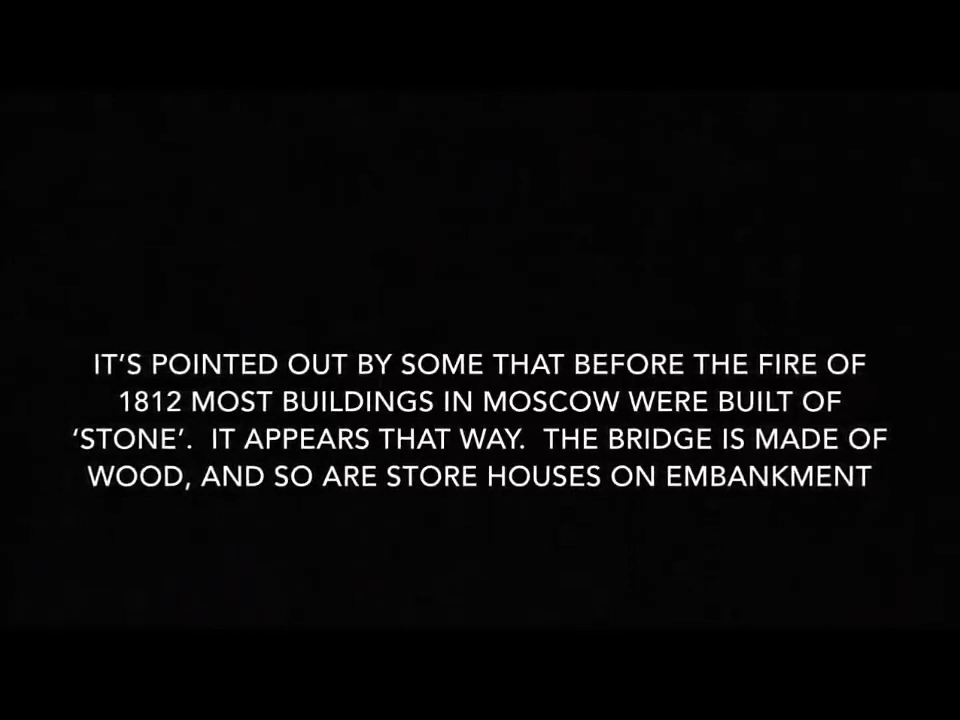 IT’S POINTED OUT BY SOME THAT BEFORE THE FIRE OF
1812 MOST BUILDINGS IN MOSCOW WERE BUILT OF
‘STONE’.  IT APPEARS THAT WAY.  THE BRIDGE IS MADE OF
WOOD, AND SO ARE STORE HOUSES ON EMBANKMENT